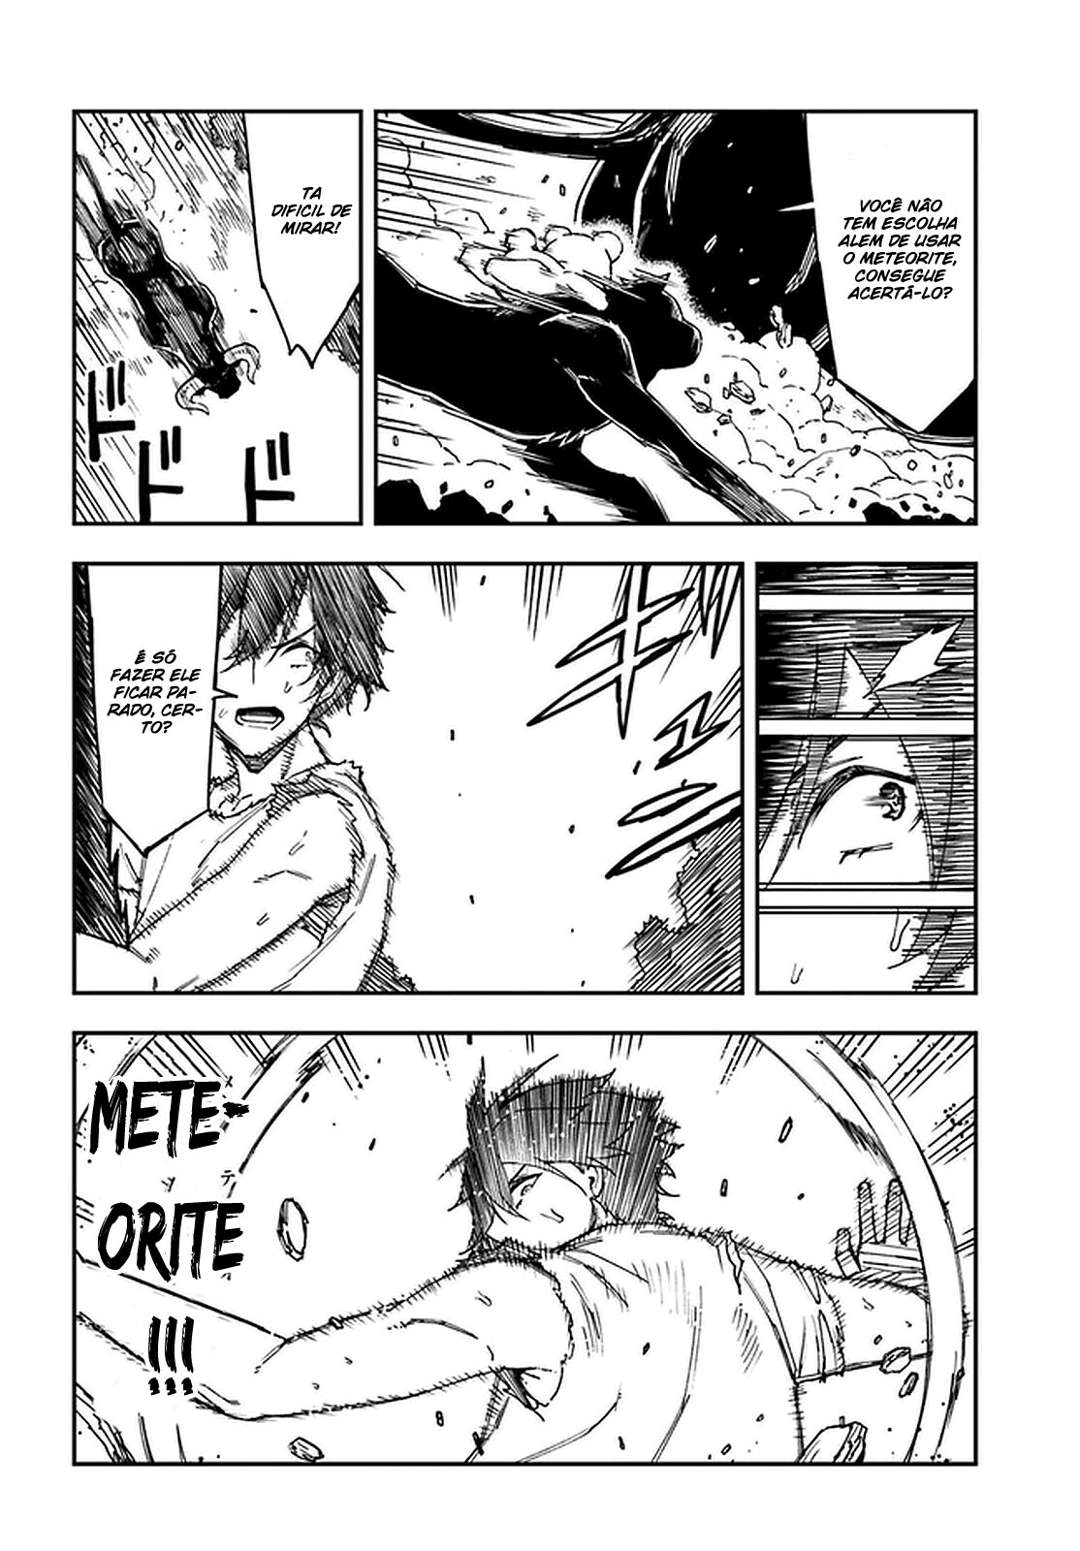 VOCÊ NÃO
TEM ESCOLHA
ALEM DE USAR
O METEORITE,
CONSEGUE
ACERTÁ-LO?
TA
DIFICIL DE
MIRAR!
ド
ド
ド
É SÓ
FAZER ELE
FICAR PA-
RADO, CER-
TO?
METE-
ORITE
!!!